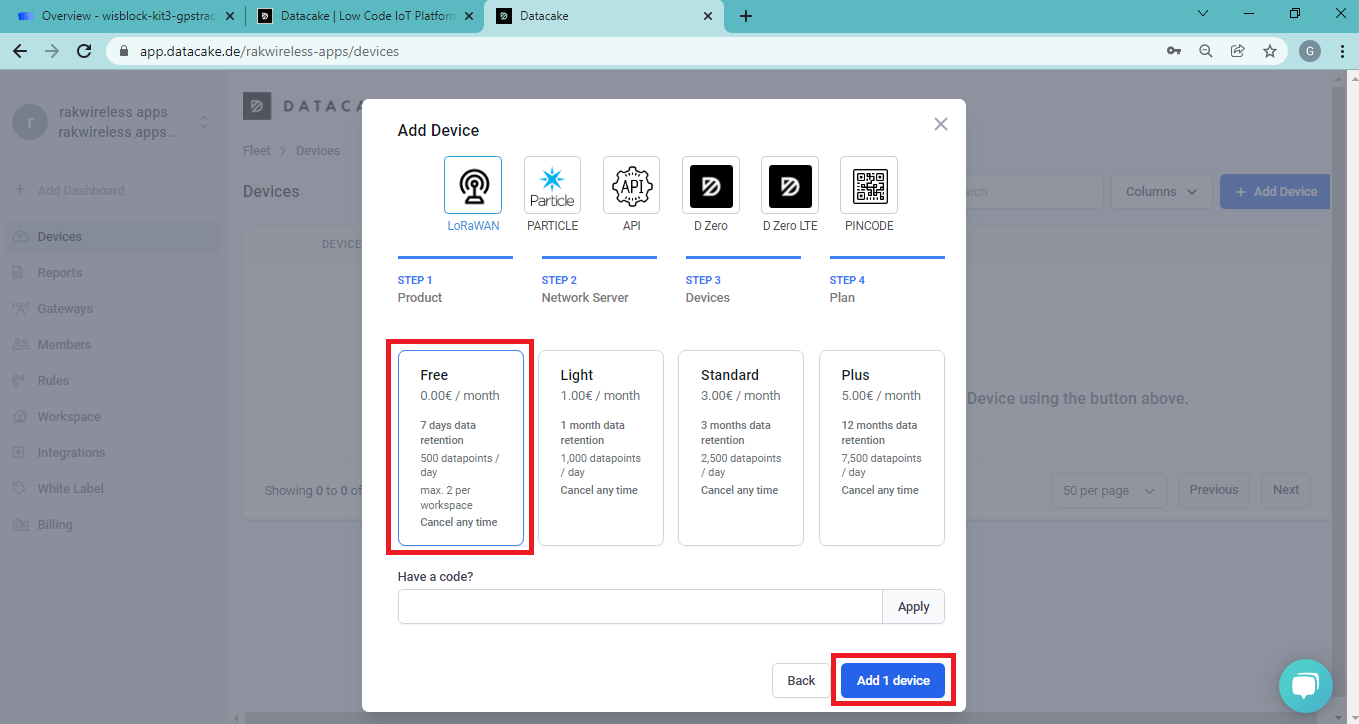 Overview - wisblock-kit3-gpstrac
Datacake | Low Code IoT Platform
Datacake
app.datacake.de/rakwireless-apps/devices
G
r
rakwireless apps
rakwireless apps...
DATACA
Fleet
Devices
Add Dashboard
Devices
arch
Columns
+ Add Device
Devices
Reports
Gateways
Members
Rules
Workspace
Integrations
White Label
Billing
DEVICE
Device using the button above.
Showing 0 to 0 of
50 per page
Previous
Next
Add Device
LoRaWAN
Particle
PARTICLE
API
API
D Zero
D Zero LTE
PINCODE
STEP 1
Product
STEP 2
Network Server
STEP 3
Devices
STEP 4
Plan
Free
0.00€ / month
7 days data
retention
500 datapoints /
day
max. 2 per
workspace
Cancel any time
Light
1.00€ / month
1 month data
retention
1,000 datapoints
/ day
Cancel any time
Standard
3.00€ / month
3 months data
retention
2,500 datapoints
/ day
Cancel any time
Plus
5.00€ / month
12 months data
retention
7,500 datapoints
/ day
Cancel any time
Have a code?
Apply
Back
Add 1 device